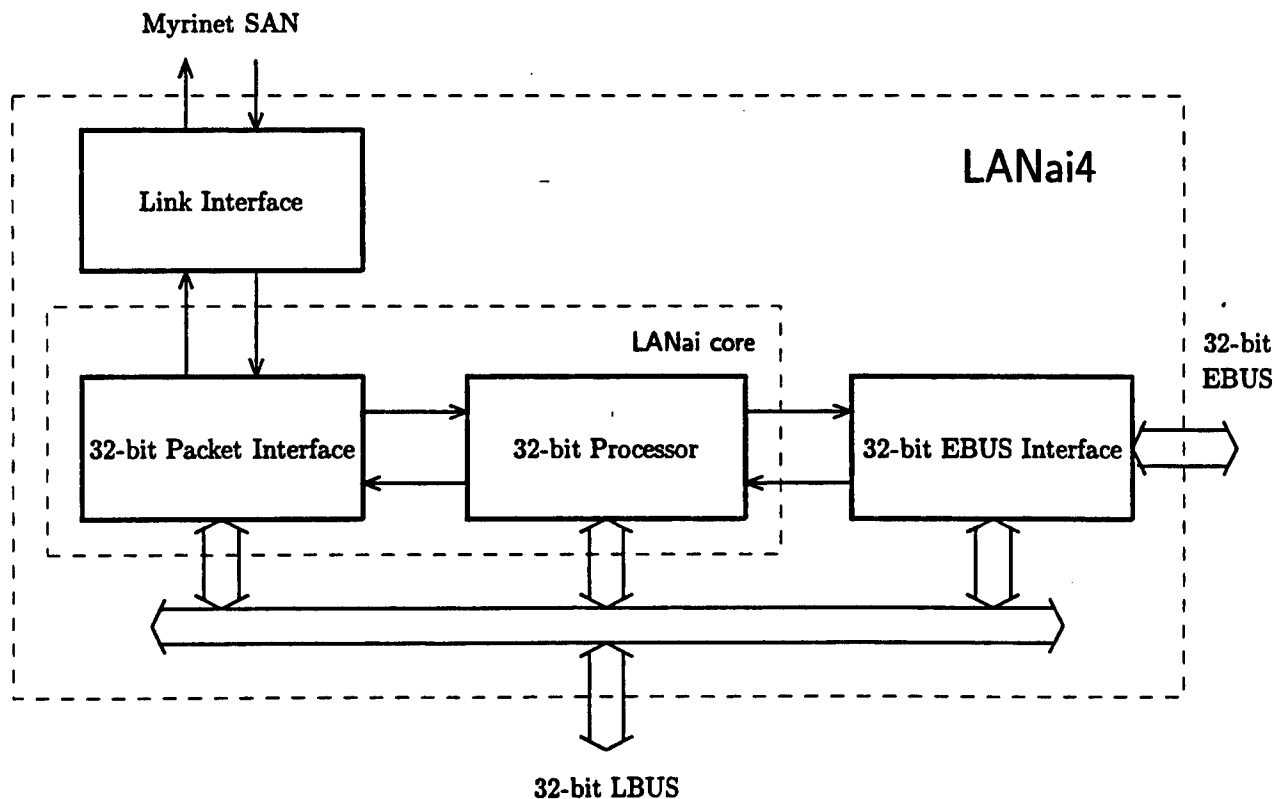 Myrinet SAN
LANai4
Link Interface
LANai core
32-bit
EBUS
32-bit Packet Interface
32-bit Processor
32-bit EBUS Interface
32-bit LBUS